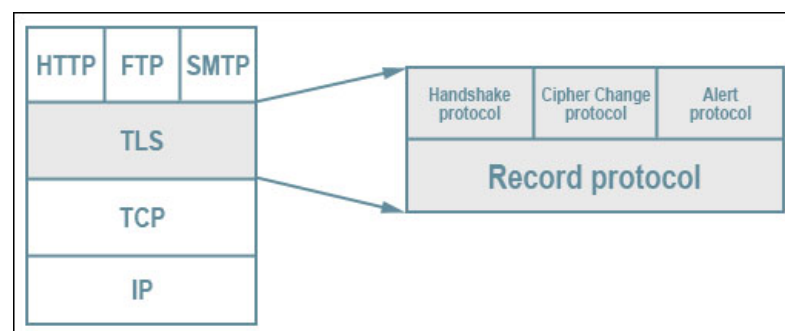 HTTP FTP SMTP
TLS
TCP
IP
Handshake protocol
Cipher Change protocol
Alert protocol
Record protocol